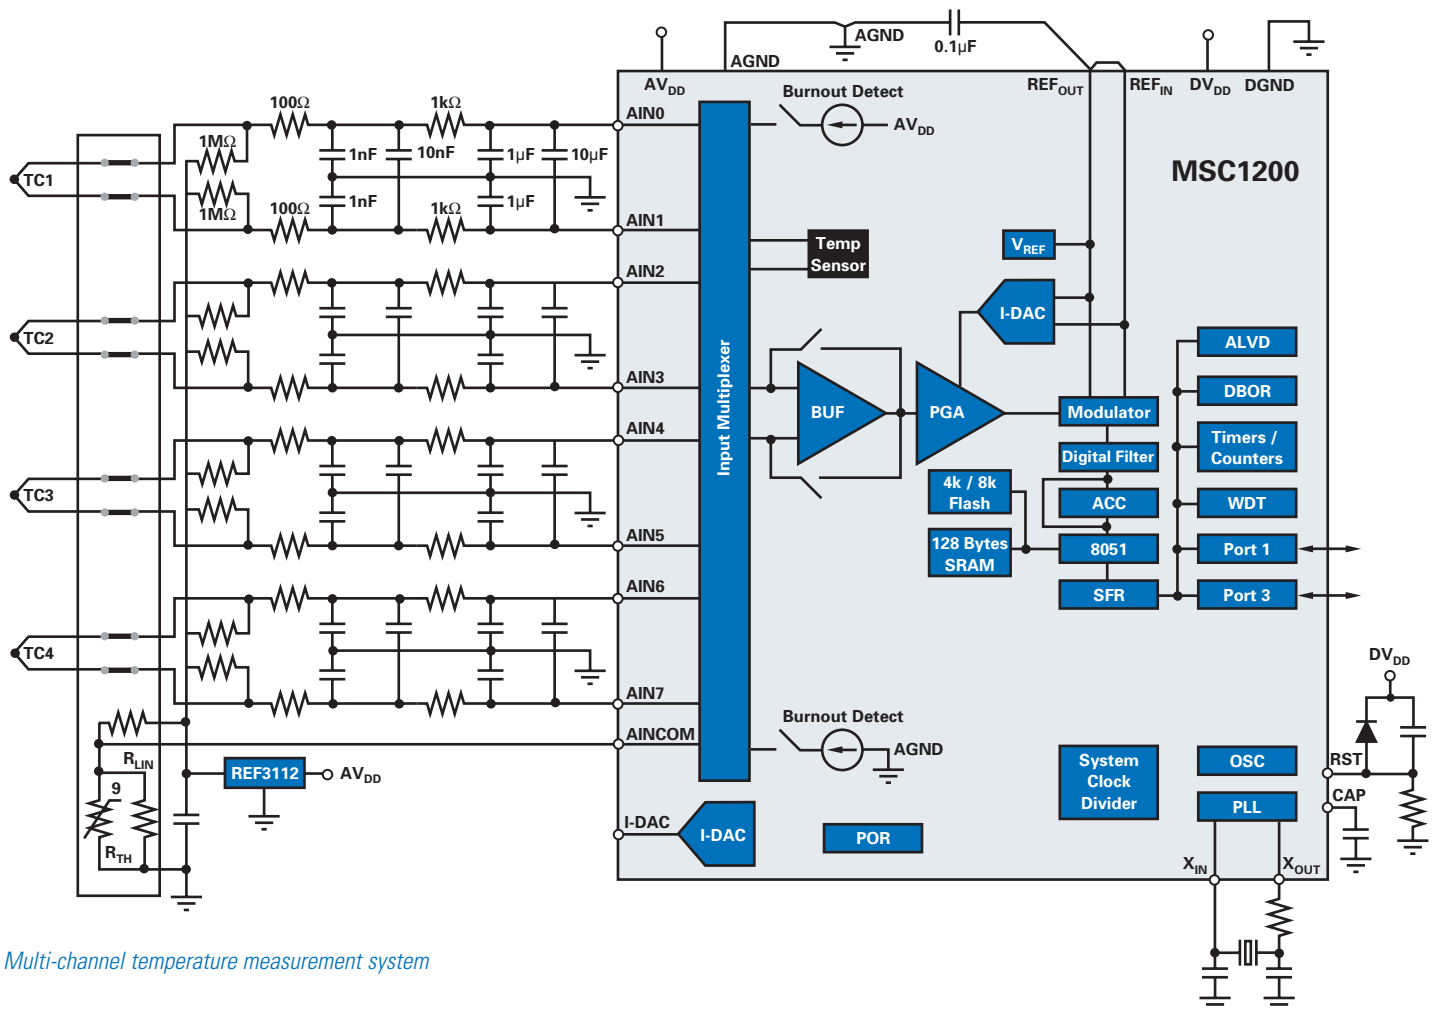 AGND
0.1µF
AGND
AVDD
REFOUT
REFIN
DVDD
DGND
100Ω
1kΩ
AIN0
Burnout Detect
AVDD
MSC1200
1MΩ
1nF
10nF
1µF
10µF
TC1
1MΩ
100Ω
1nF
1kΩ
1µF
AIN1
Temp
Sensor
VREF
AIN2
I-DAC
TC2
AIN3
Input Multiplexer
BUF
PGA
Modulator
ALVD
DBOR
AIN4
Digital Filter
Timers /
Counters
4k / 8k
Flash
TC3
ACC
WDT
AIN5
128 Bytes
SRAM
8051
Port 1
AIN6
SFR
Port 3
TC4
DVDD
AIN7
Burnout Detect
AINCOM
AGND
RLIN
REF3112
AVDD
System
Clock
Divider
OSC
RST
9
PLL
CAP
I-DAC
I-DAC
POR
RTH
XIN
XOUT
Multi-channel temperature measurement system